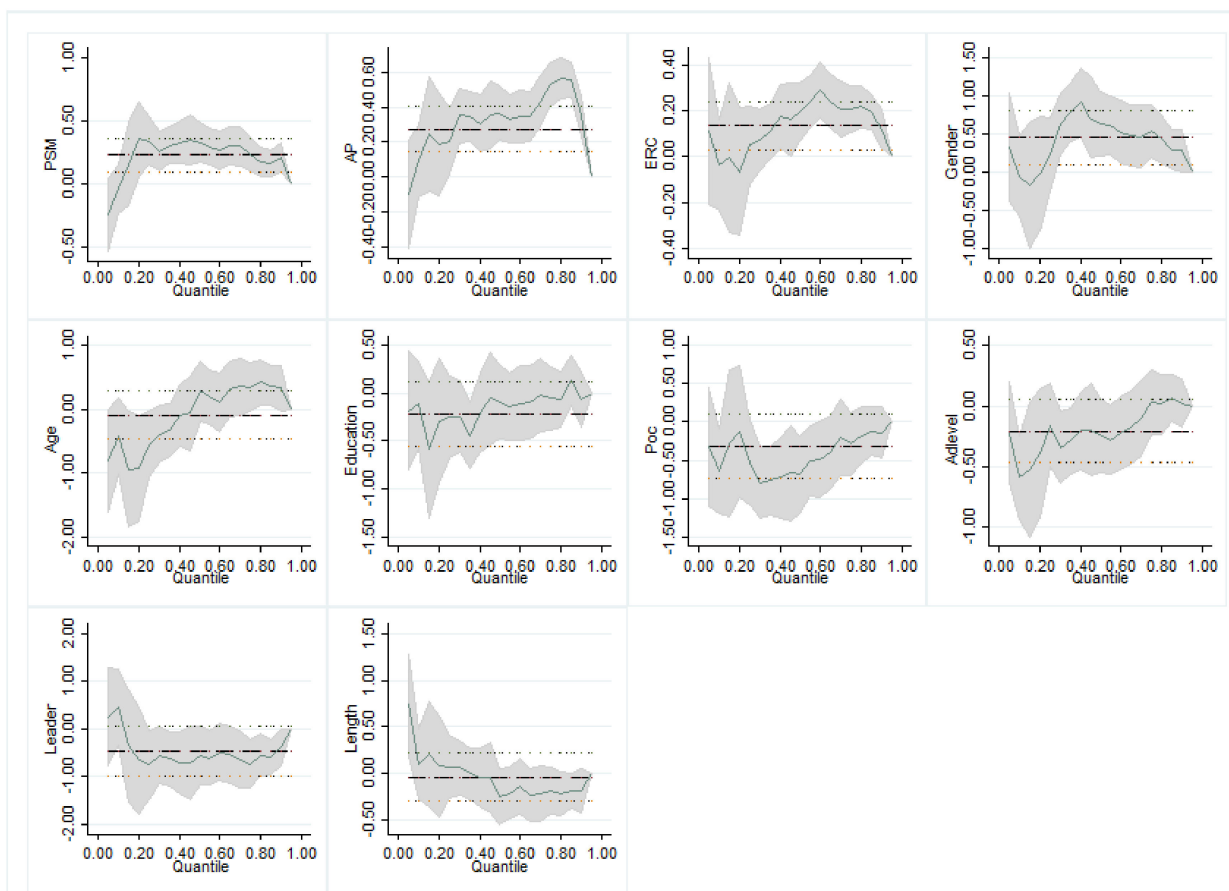 PSM
-0.50 0.00 0.50 1.00
0.00 0.20 0.40 0.60 0.80 1.00
Quantile
AP
-0.40 -0.20 0.00 0.20 0.40 0.60
0.00 0.20 0.40 0.60 0.80 1.00
Quantile
ERC
-0.40 -0.20 0.00 0.20 0.40
0.00 0.20 0.40 0.60 0.80 1.00
Quantile
Gender
-1.00 -0.50 0.00 0.50 1.00 1.50
0.00 0.20 0.40 0.60 0.80 1.00
Quantile
Age
-2.00 -1.00 0.00 1.00
0.00 0.20 0.40 0.60 0.80 1.00
Quantile
Education
-1.50 -1.00 -0.50 0.00 0.50
0.00 0.20 0.40 0.60 0.80 1.00
Quantile
Poc
-1.50 -1.00 -0.50 0.00 0.50 1.00
0.00 0.20 0.40 0.60 0.80 1.00
Quantile
Adlevel
-1.00 -0.50 0.00 0.50
0.00 0.20 0.40 0.60 0.80 1.00
Quantile
Leader
-2.00 -1.00 0.00 1.00 2.00
0.00 0.20 0.40 0.60 0.80 1.00
Quantile
Length
-0.50 0.00 0.50 1.00 1.50
0.00 0.20 0.40 0.60 0.80 1.00
Quantile